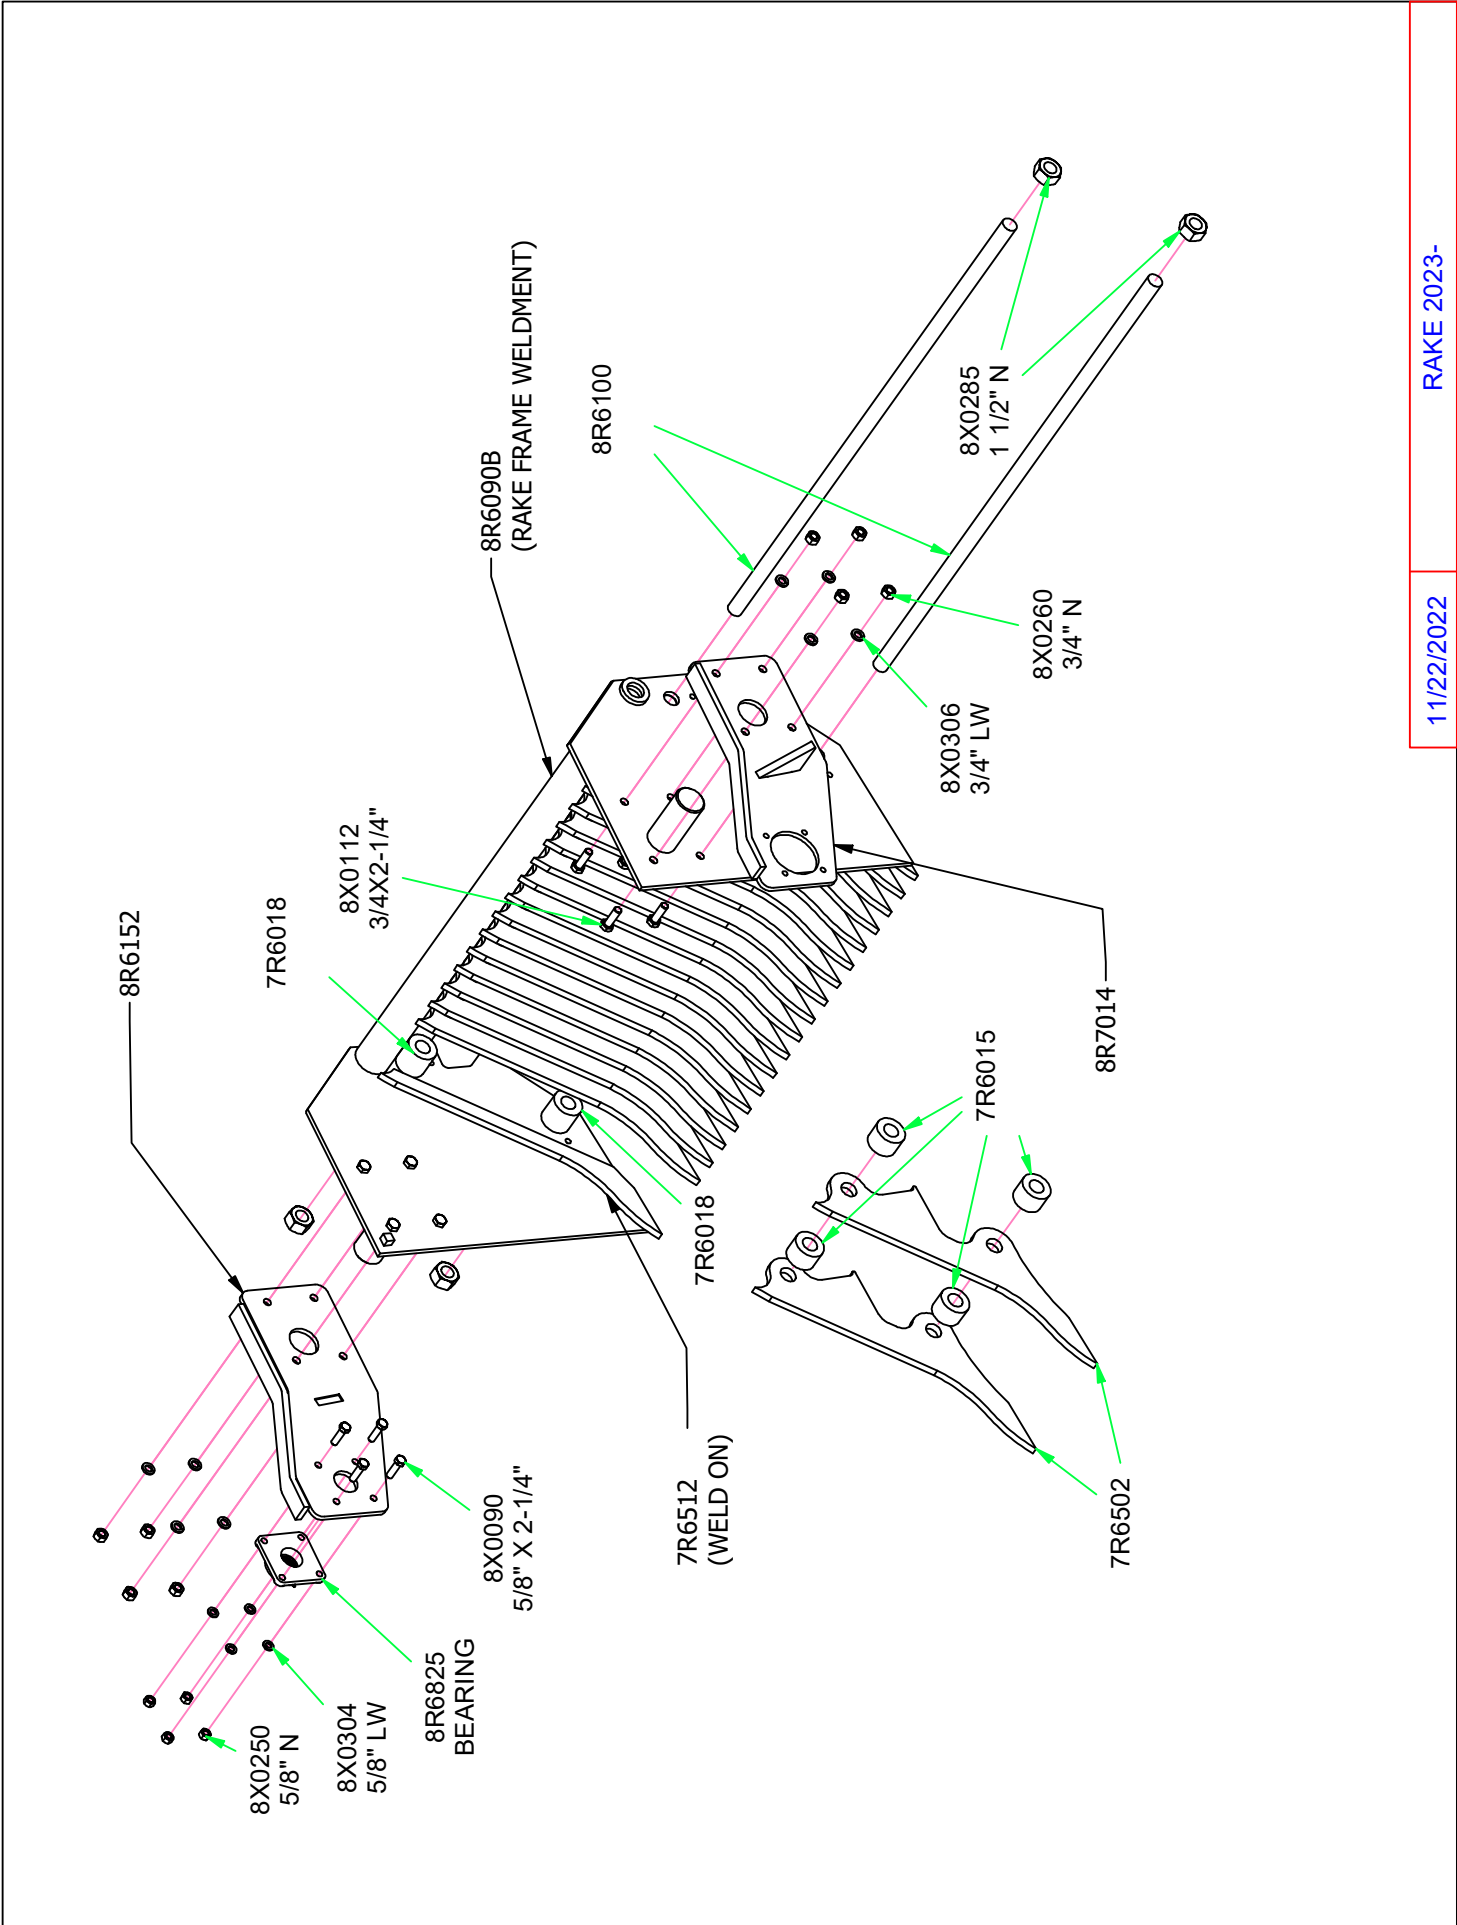 8R6152
7R6018
8X0112
3/4X2-1/4"
8R6090B
(RAKE FRAME WELDMENT)
8R6100
8X0285
1 1/2" N
8X0260
3/4" N
8X0306
3/4" LW
8R7014
7R6015
7R6018
7R6502
7R6512
(WELD ON)
8X0090
5/8" X 2-1/4"
8R6825
BEARING
8X0304
5/8" LW
8X0250
5/8" N
11/22/2022
RAKE 2023-